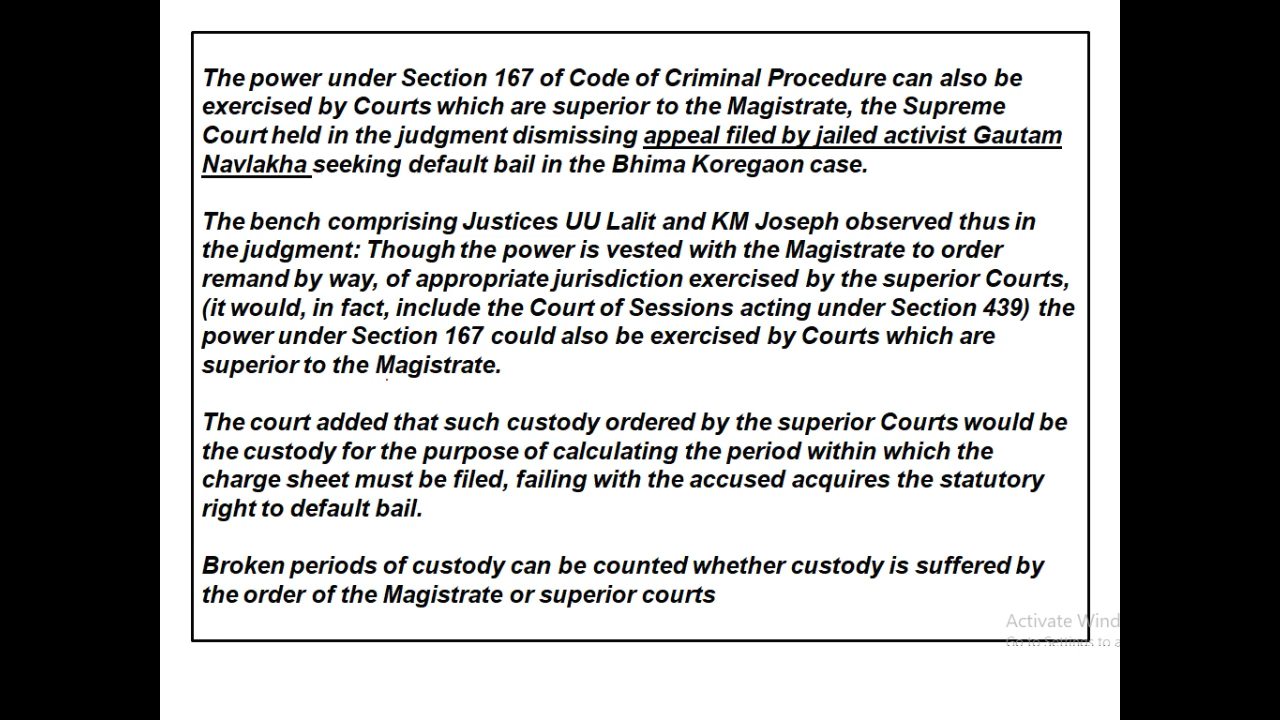 The power under Section 167 of Code of Criminal Procedure can also be
exercised by Courts which are superior to the Magistrate, the Supreme
Court held in the judgment dismissing appeal filed by jailed activist Gautam
Navlakha seeking default bail in the Bhima Koregaon case.
The bench comprising Justices UU Lalit and KM Joseph observed thus in
the judgment: Though the power is vested with the Magistrate to order
remand by way, of appropriate jurisdiction exercised by the superior Courts,
(it would, in fact, include the Court of Sessions acting under Section 439) the
power under Section 167 could also be exercised by Courts which are
superior to the Magistrate.
The court added that such custody ordered by the superior Courts would be
the custody for the purpose of calculating the period within which the
charge sheet must be filed, failing with the accused acquires the statutory
right to default bail.
Broken periods of custody can be counted whether custody is suffered by
the order of the Magistrate or superior courts
Activate Wind
Go to Settings to a